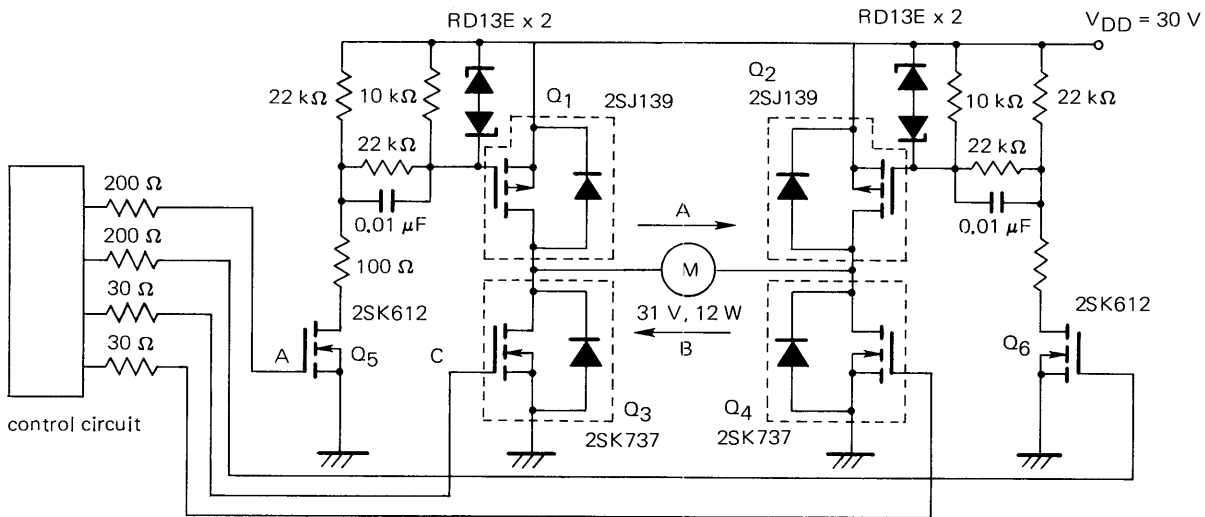 RD13E x 2
RD13E x 2
V_DD = 30 V
22 kΩ
10 kΩ
Q1
2SJ139
Q2
2SJ139
10 kΩ
22 kΩ
22 kΩ
22 kΩ
0.01 μF
0.01 μF
200 Ω
200 Ω
30 Ω
30 Ω
100 Ω
A
M
31 V, 12 W
B
2SK612
2SK612
A
Q5
C
Q6
Q3
2SK737
Q4
2SK737
control circuit